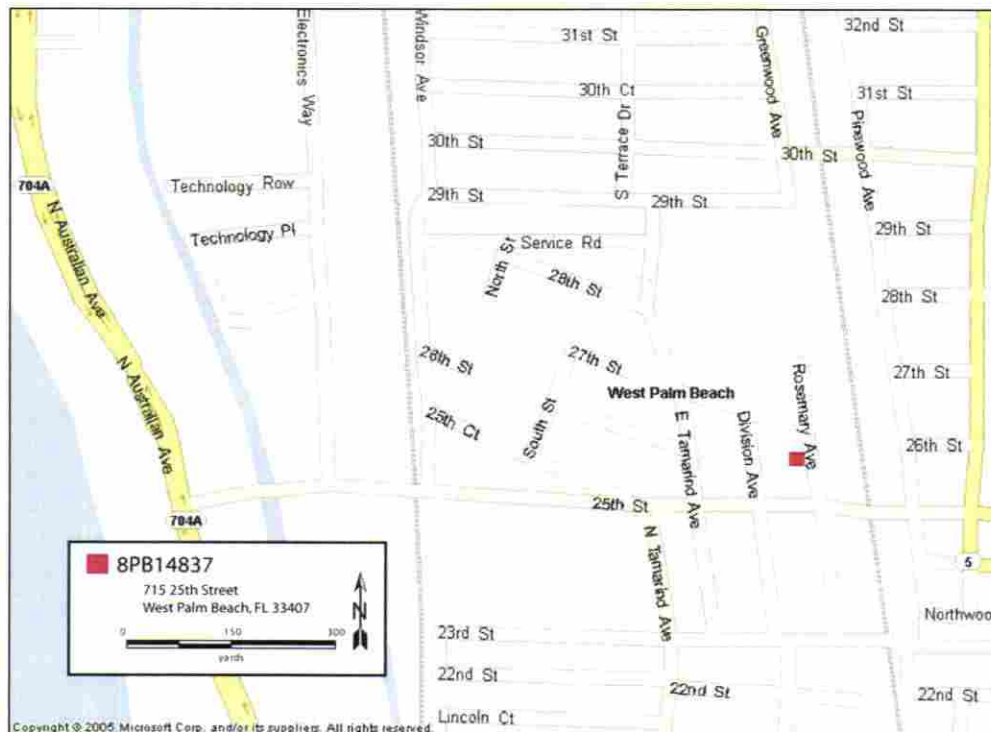 Electronics Way
Windsor Ave
31st St
Greenwood Ave
32nd St
30th Ct
31st St
S Terrace Dr
Pinewood Ave
30th St
30th St
704A
Technology Row
29th St
29th St
29th St
Technology Pl
Service Rd
N Australian Ave
North St
28th St
28th St
28th St
27th St
27th St
N Australian Ave
West Palm Beach
Rosemary Ave
25th Ct
South St
E Tamarind Ave
Division Ave
26th St
25th St
704A
N Tamarind Ave
5
8PB14837
715 25th Street
West Palm Beach, FL 33407
N
0 150 300
yards
23rd St
Northwoo
22nd St
22nd St
22nd St
Lincoln Ct
Copyright © 2005 Microsoft Corp. and/or its suppliers. All rights reserved.